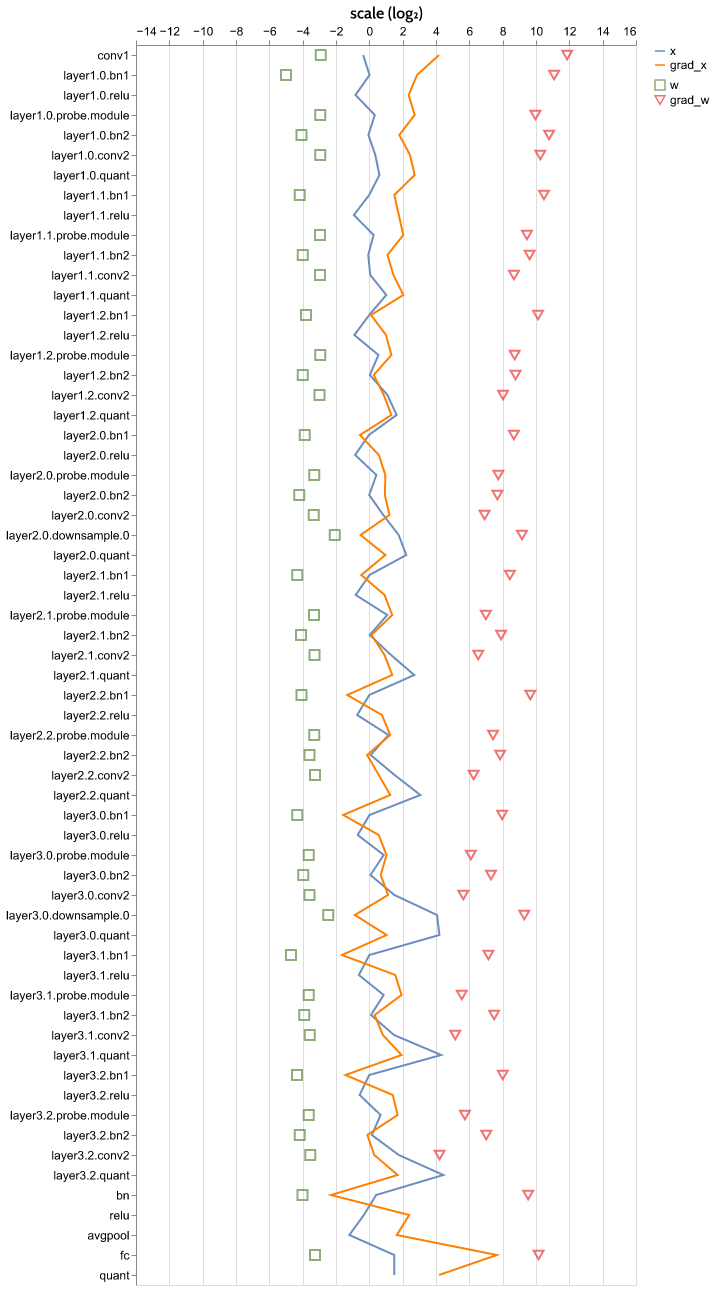 scale (log₂)
−14 −12 −10 −8 −6 −4 −2 0 2 4 6 8 10 12 14 16
x
grad_x
w
grad_w
conv1
layer1.0.bn1
layer1.0.relu
layer1.0.probe.module
layer1.0.bn2
layer1.0.conv2
layer1.0.quant
layer1.1.bn1
layer1.1.relu
layer1.1.probe.module
layer1.1.bn2
layer1.1.conv2
layer1.1.quant
layer1.2.bn1
layer1.2.relu
layer1.2.probe.module
layer1.2.bn2
layer1.2.conv2
layer1.2.quant
layer2.0.bn1
layer2.0.relu
layer2.0.probe.module
layer2.0.bn2
layer2.0.conv2
layer2.0.downsample.0
layer2.0.quant
layer2.1.bn1
layer2.1.relu
layer2.1.probe.module
layer2.1.bn2
layer2.1.conv2
layer2.1.quant
layer2.2.bn1
layer2.2.relu
layer2.2.probe.module
layer2.2.bn2
layer2.2.conv2
layer2.2.quant
layer3.0.bn1
layer3.0.relu
layer3.0.probe.module
layer3.0.bn2
layer3.0.conv2
layer3.0.downsample.0
layer3.0.quant
layer3.1.bn1
layer3.1.relu
layer3.1.probe.module
layer3.1.bn2
layer3.1.conv2
layer3.1.quant
layer3.2.bn1
layer3.2.relu
layer3.2.probe.module
layer3.2.bn2
layer3.2.conv2
layer3.2.quant
bn
relu
avgpool
fc
quant